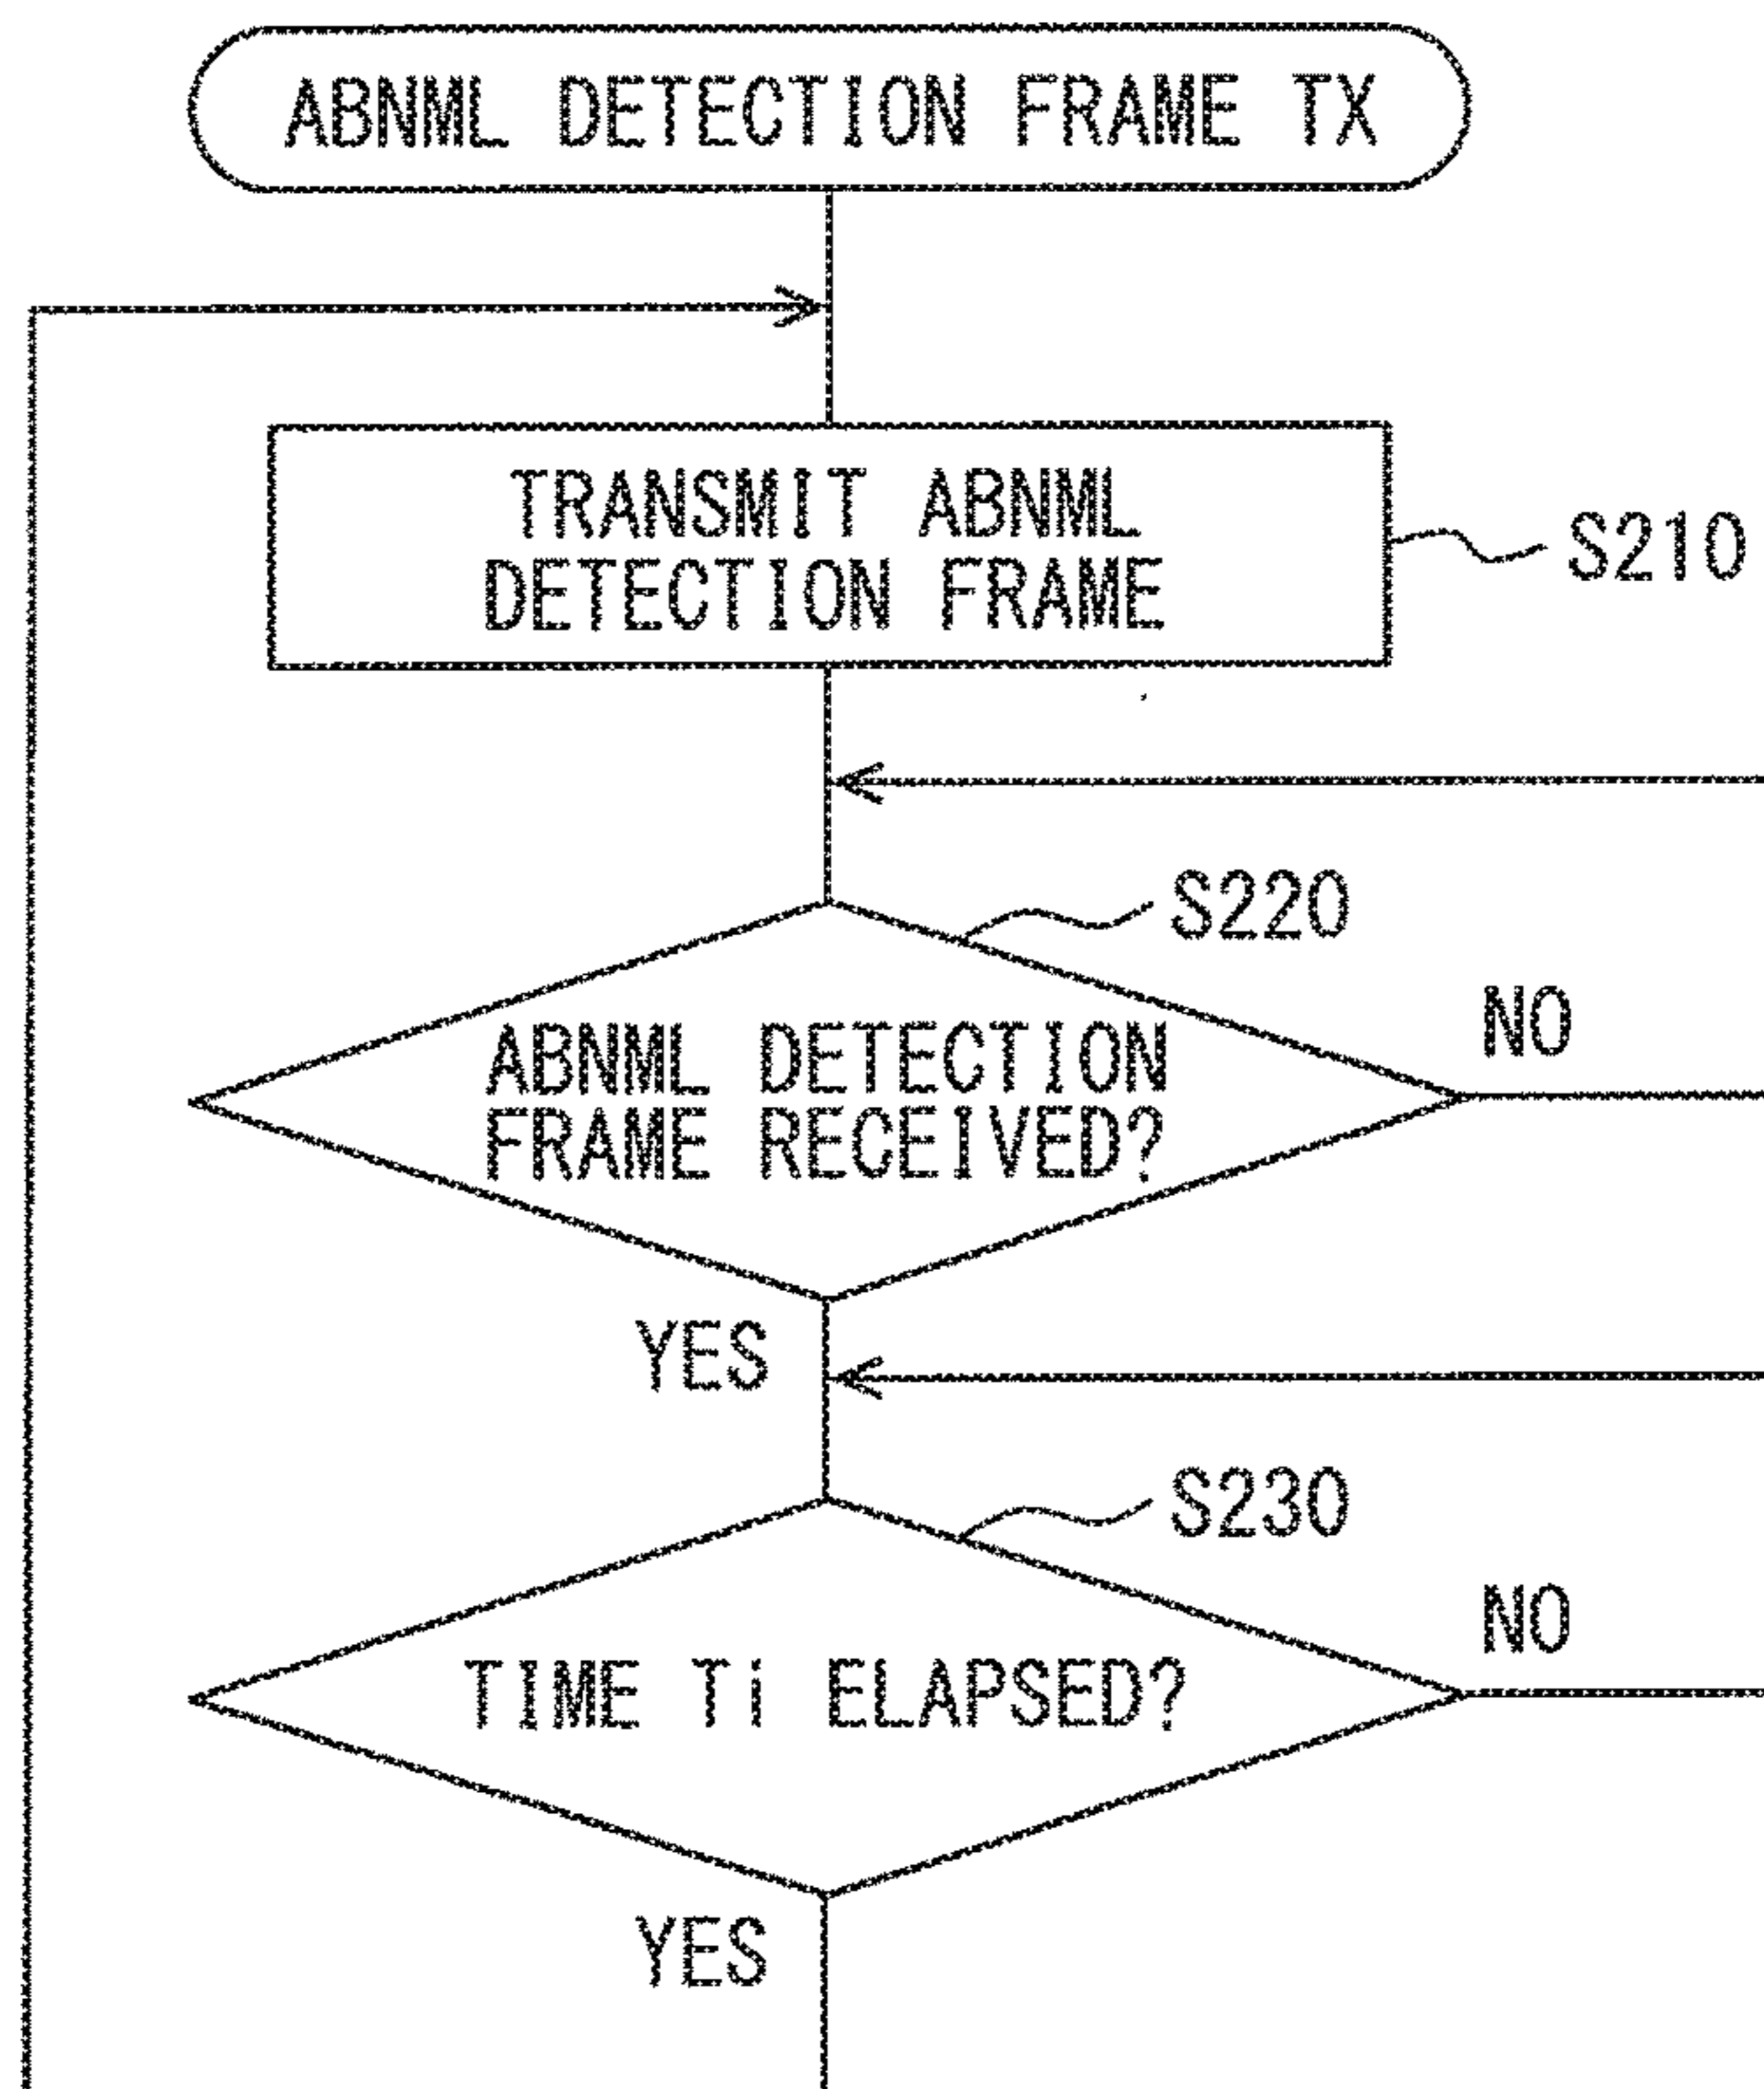 ABNML DETECTION FRAME TX
TRANSMIT ABNML
DETECTION FRAME
S210
S220
NO
ABNML DETECTION
FRAME RECEIVED?
YES
S230
NO
TIME Ti ELAPSED?
YES